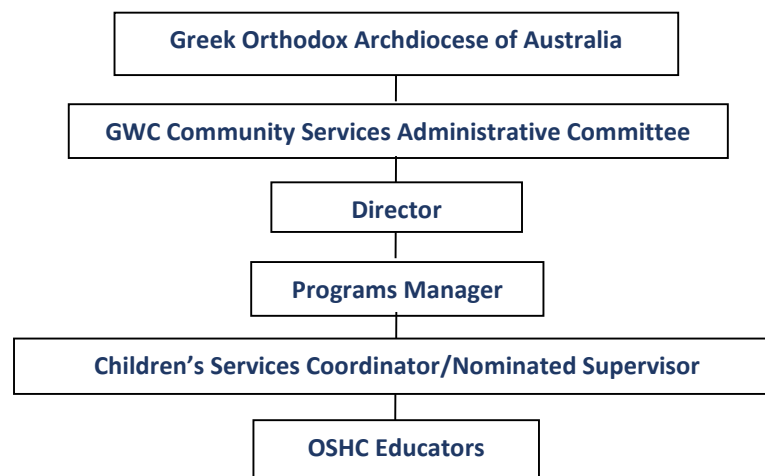 Greek Orthodox Archdiocese of Australia
GWC Community Services Administrative Committee
Director
Programs Manager
Children’s Services Coordinator/Nominated Supervisor
OSHC Educators